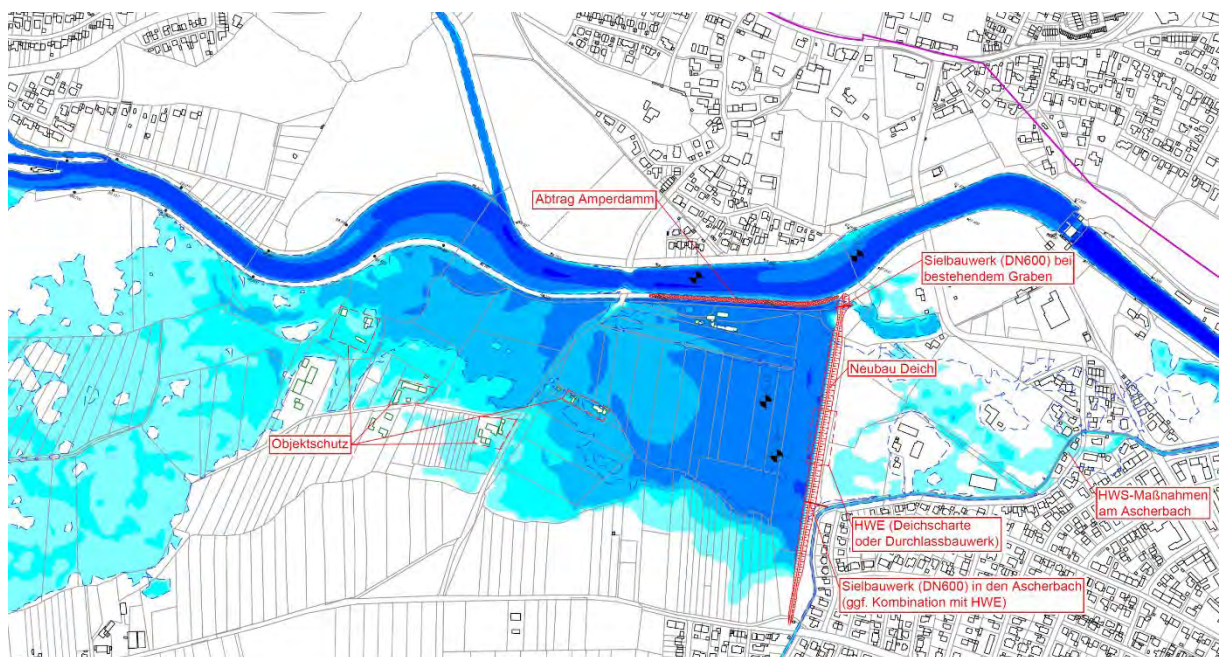 Abtrag Amperdamm
Sielbauwerk (DN600) bei
bestehendem Graben
Neubau Deich
Objektschutz
HWS-Maßnahmen
am Ascherbach
HWE (Deichscharte
oder Durchlassbauwerk)
Sielbauwerk (DN600) in den Ascherbach
(ggf. Kombination mit HWE)